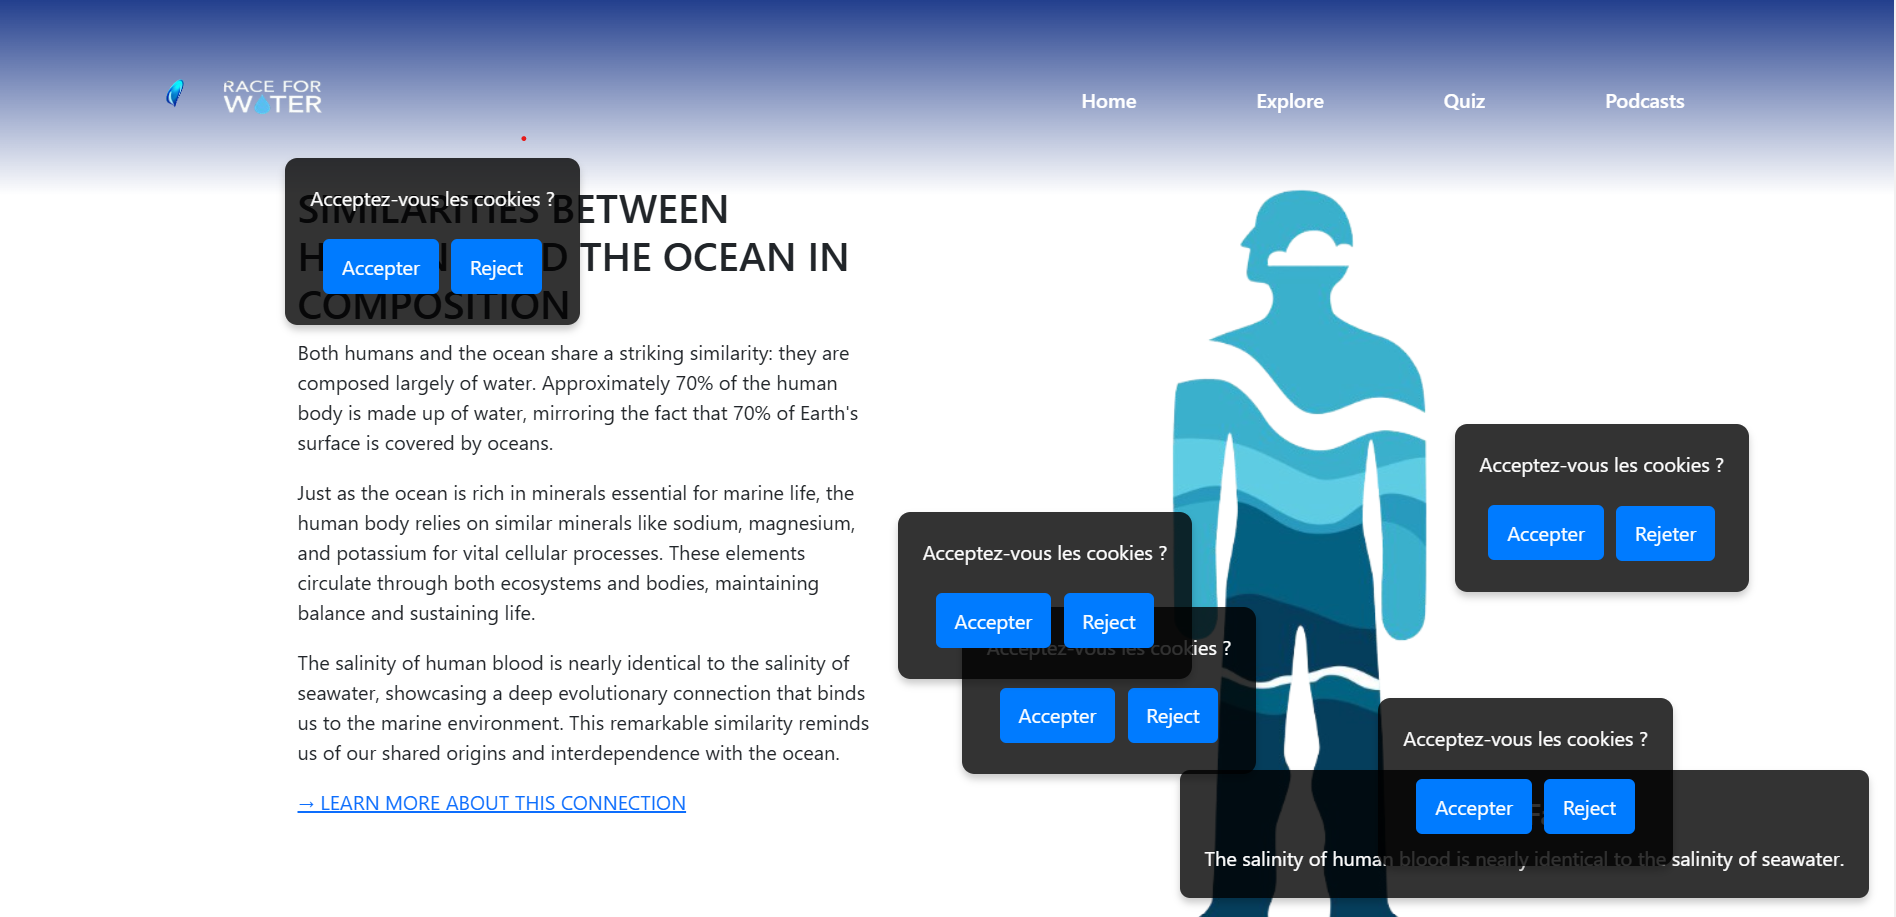 RACE FOR
WATER
Home
Explore
Quiz
Podcasts
Acceptez-vous les cookies ?
Accepter
Reject
SIMILARITIES BETWEEN
THE OCEAN IN
COMPOSITION
Both humans and the ocean share a striking similarity: they are
composed largely of water. Approximately 70% of the human
body is made up of water, mirroring the fact that 70% of Earth's
surface is covered by oceans.
Just as the ocean is rich in minerals essential for marine life, the
human body relies on similar minerals like sodium, magnesium,
and potassium for vital cellular processes. These elements
circulate through both ecosystems and bodies, maintaining
balance and sustaining life.
The salinity of human blood is nearly identical to the salinity of
seawater, showcasing a deep evolutionary connection that binds
us to the marine environment. This remarkable similarity reminds
us of our shared origins and interdependence with the ocean.
→ LEARN MORE ABOUT THIS CONNECTION
Acceptez-vous les cookies ?
Accepter
Rejeter
Acceptez-vous les cookies ?
Accepter
Reject
Acceptez-vous les cookies ?
Accepter
Reject
Acceptez-vous les cookies ?
Accepter
Reject
The salinity of human blood is nearly identical to the salinity of seawater.